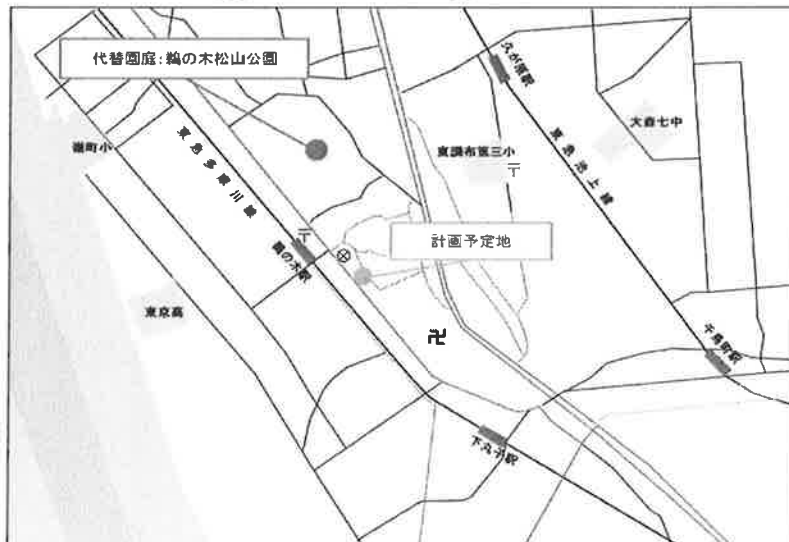 代替園庭:鵜の木松山公園
久が原駅
大森七中
嶺町小
東急多摩川線
東調布第三小
〒
東急池上線
〒
計画予定地
鵜の木駅
東京高
卍
千鳥町駅
下丸子駅